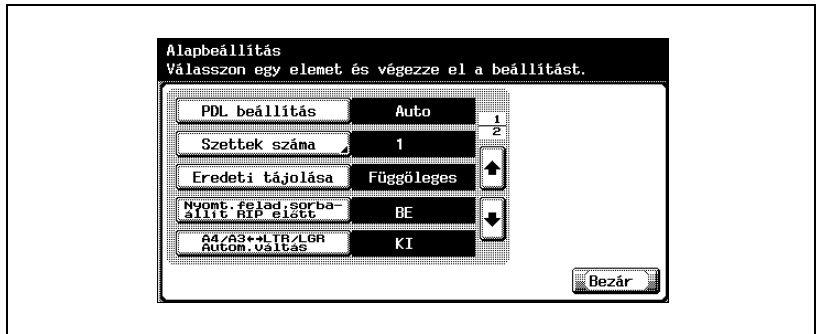 Alapbeállítás
Válasszon egy elemet és végezze el a beállítást.
PDL beállítás Auto
1
2
Szettek száma 1
Eredeti tájolása Függőleges
Nyomt.felad.sorba-
állít RIP előtt BE
A4/A3↔LTR/LGR
Autom.váltás KI
Bezár